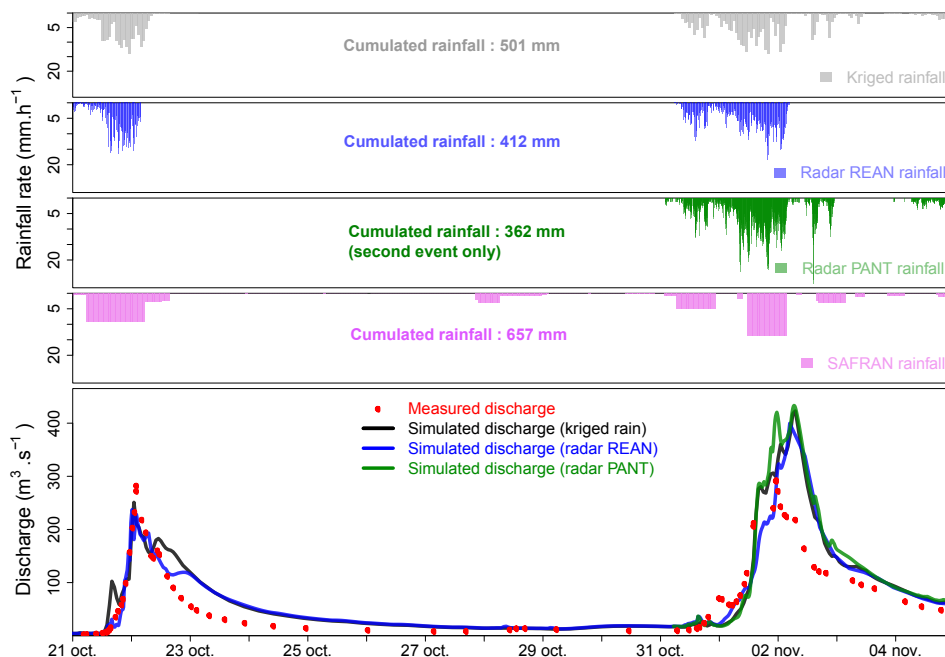 Rainfall rate (mm.h⁻¹)
5
20
Cumulated rainfall : 501 mm
Kriged rainfall
5
20
Cumulated rainfall : 412 mm
Radar REAN rainfall
5
20
Cumulated rainfall : 362 mm
(second event only)
Radar PANT rainfall
5
20
Cumulated rainfall : 657 mm
SAFRAN rainfall
Discharge (m³ .s⁻¹)
400
300
200
100
Measured discharge
Simulated discharge (kriged rain)
Simulated discharge (radar REAN)
Simulated discharge (radar PANT)
21 oct. 23 oct. 25 oct. 27 oct. 29 oct. 31 oct. 02 nov. 04 nov.